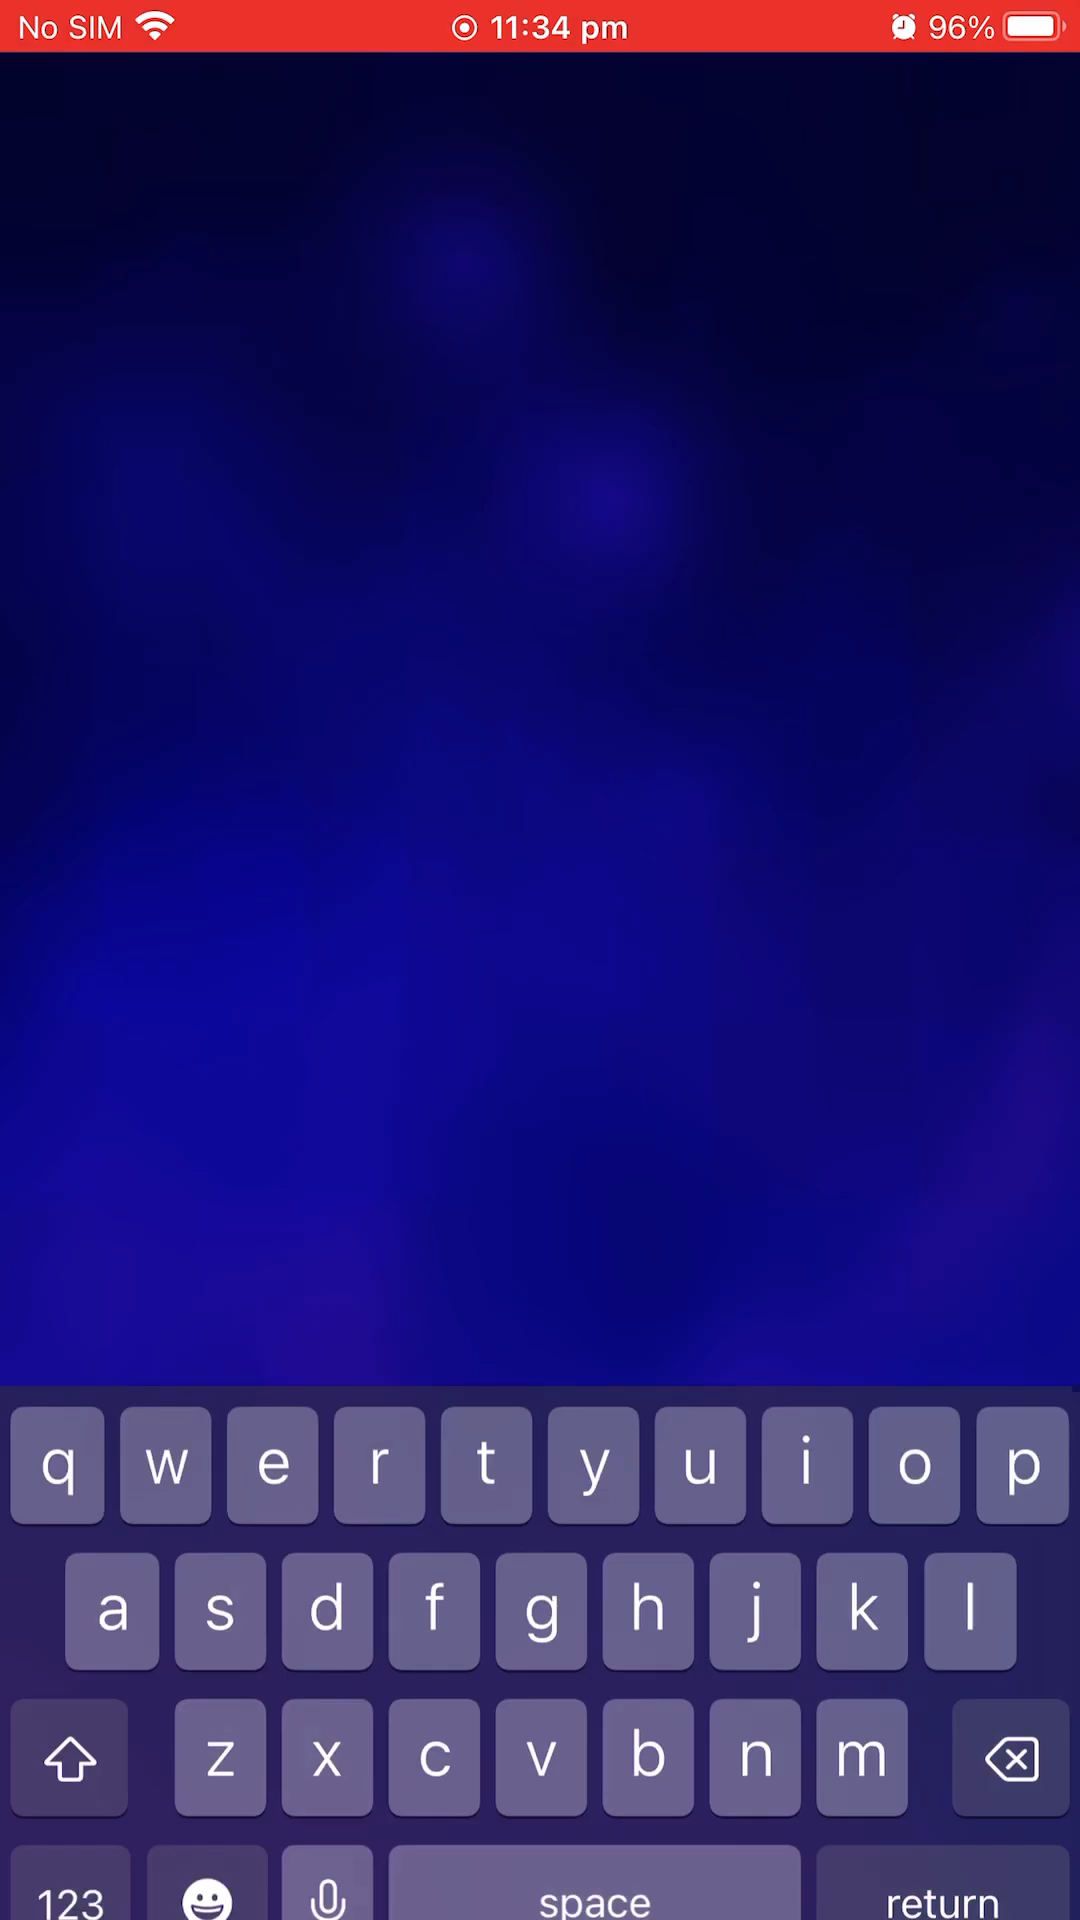 No SIM 11:34 pm 96%
q w e r t y u i o p
a s d f g h j k l
z x c v b n m
123 space return